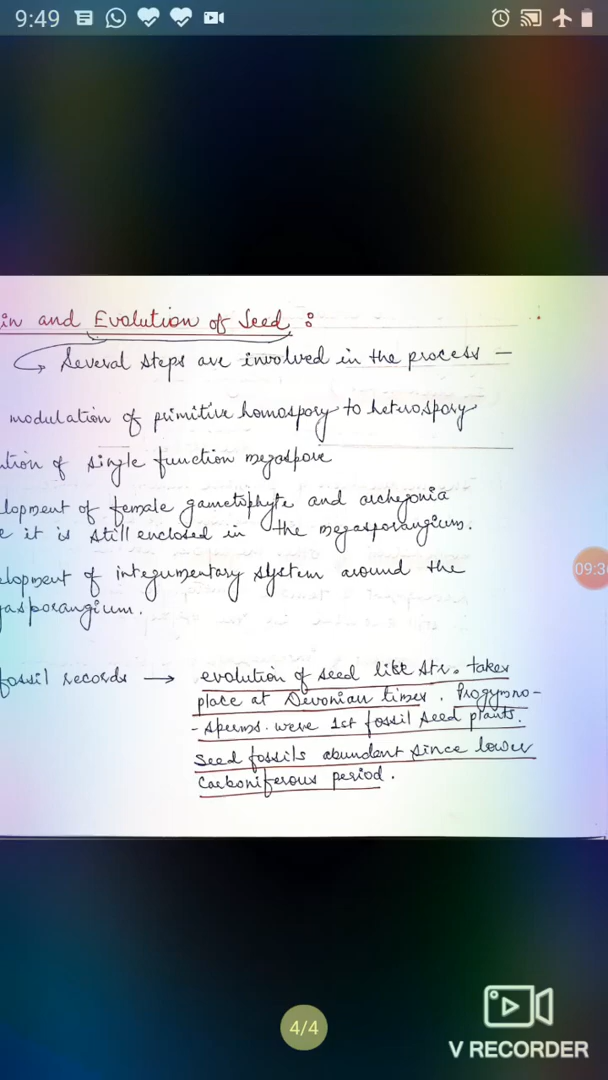 9:49
in and Evolution of Seed :
Several steps are involved in the process —
modulation of primitive homospory to heterospory
tion of single function megaspore
lopment of female gametophyte and archegonia
e it is still enclosed in the megasporangium.
elopment of integumentary system around the
gasporangium.
09:3
fossil records → evolution of seed like str. takes
place at Devonian times. Progymno-
-sperms. were 1st fossil seed plants.
Seed fossils abundant since lower
Carboniferous period.
4/4
V RECORDER